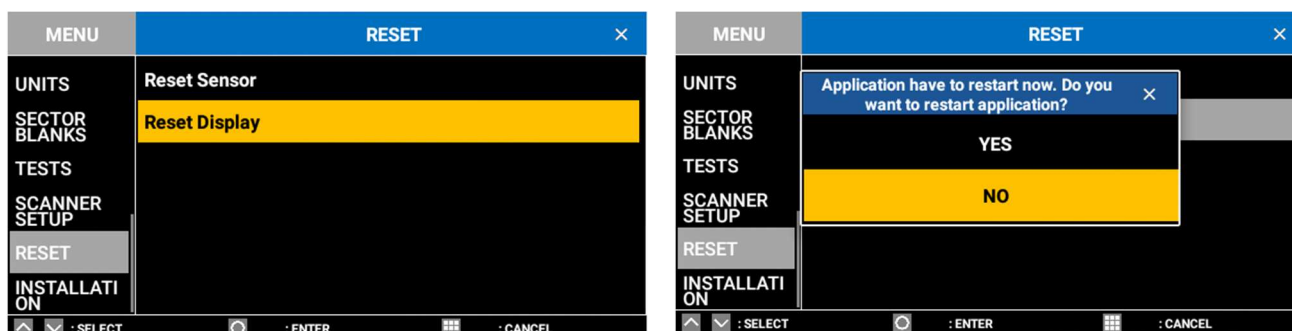 MENU
RESET
×
UNITS
Reset Sensor
SECTOR
BLANKS
Reset Display
TESTS
SCANNER
SETUP
RESET
INSTALLATI
ON
: SELECT
: ENTER
: CANCEL
MENU
RESET
×
UNITS
Application have to restart now. Do you
want to restart application?
×
SECTOR
BLANKS
YES
TESTS
NO
SCANNER
SETUP
RESET
INSTALLATI
ON
: SELECT
: ENTER
: CANCEL